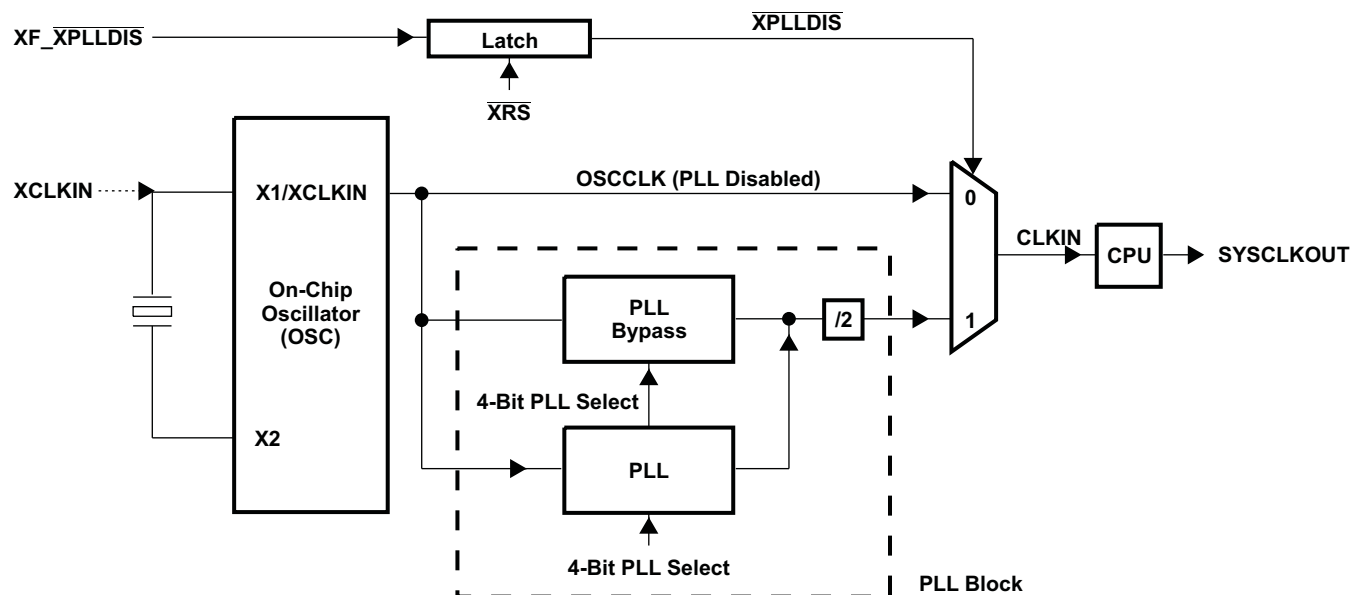 XF_XPLLDIS
Latch
XPLLDIS
XRS
XCLKIN
X1/XCLKIN
On-Chip
Oscillator
(OSC)
X2
OSCCLK (PLL Disabled)
0
1
CLKIN
CPU
SYSCLKOUT
PLL
Bypass
/2
4-Bit PLL Select
PLL
4-Bit PLL Select
PLL Block